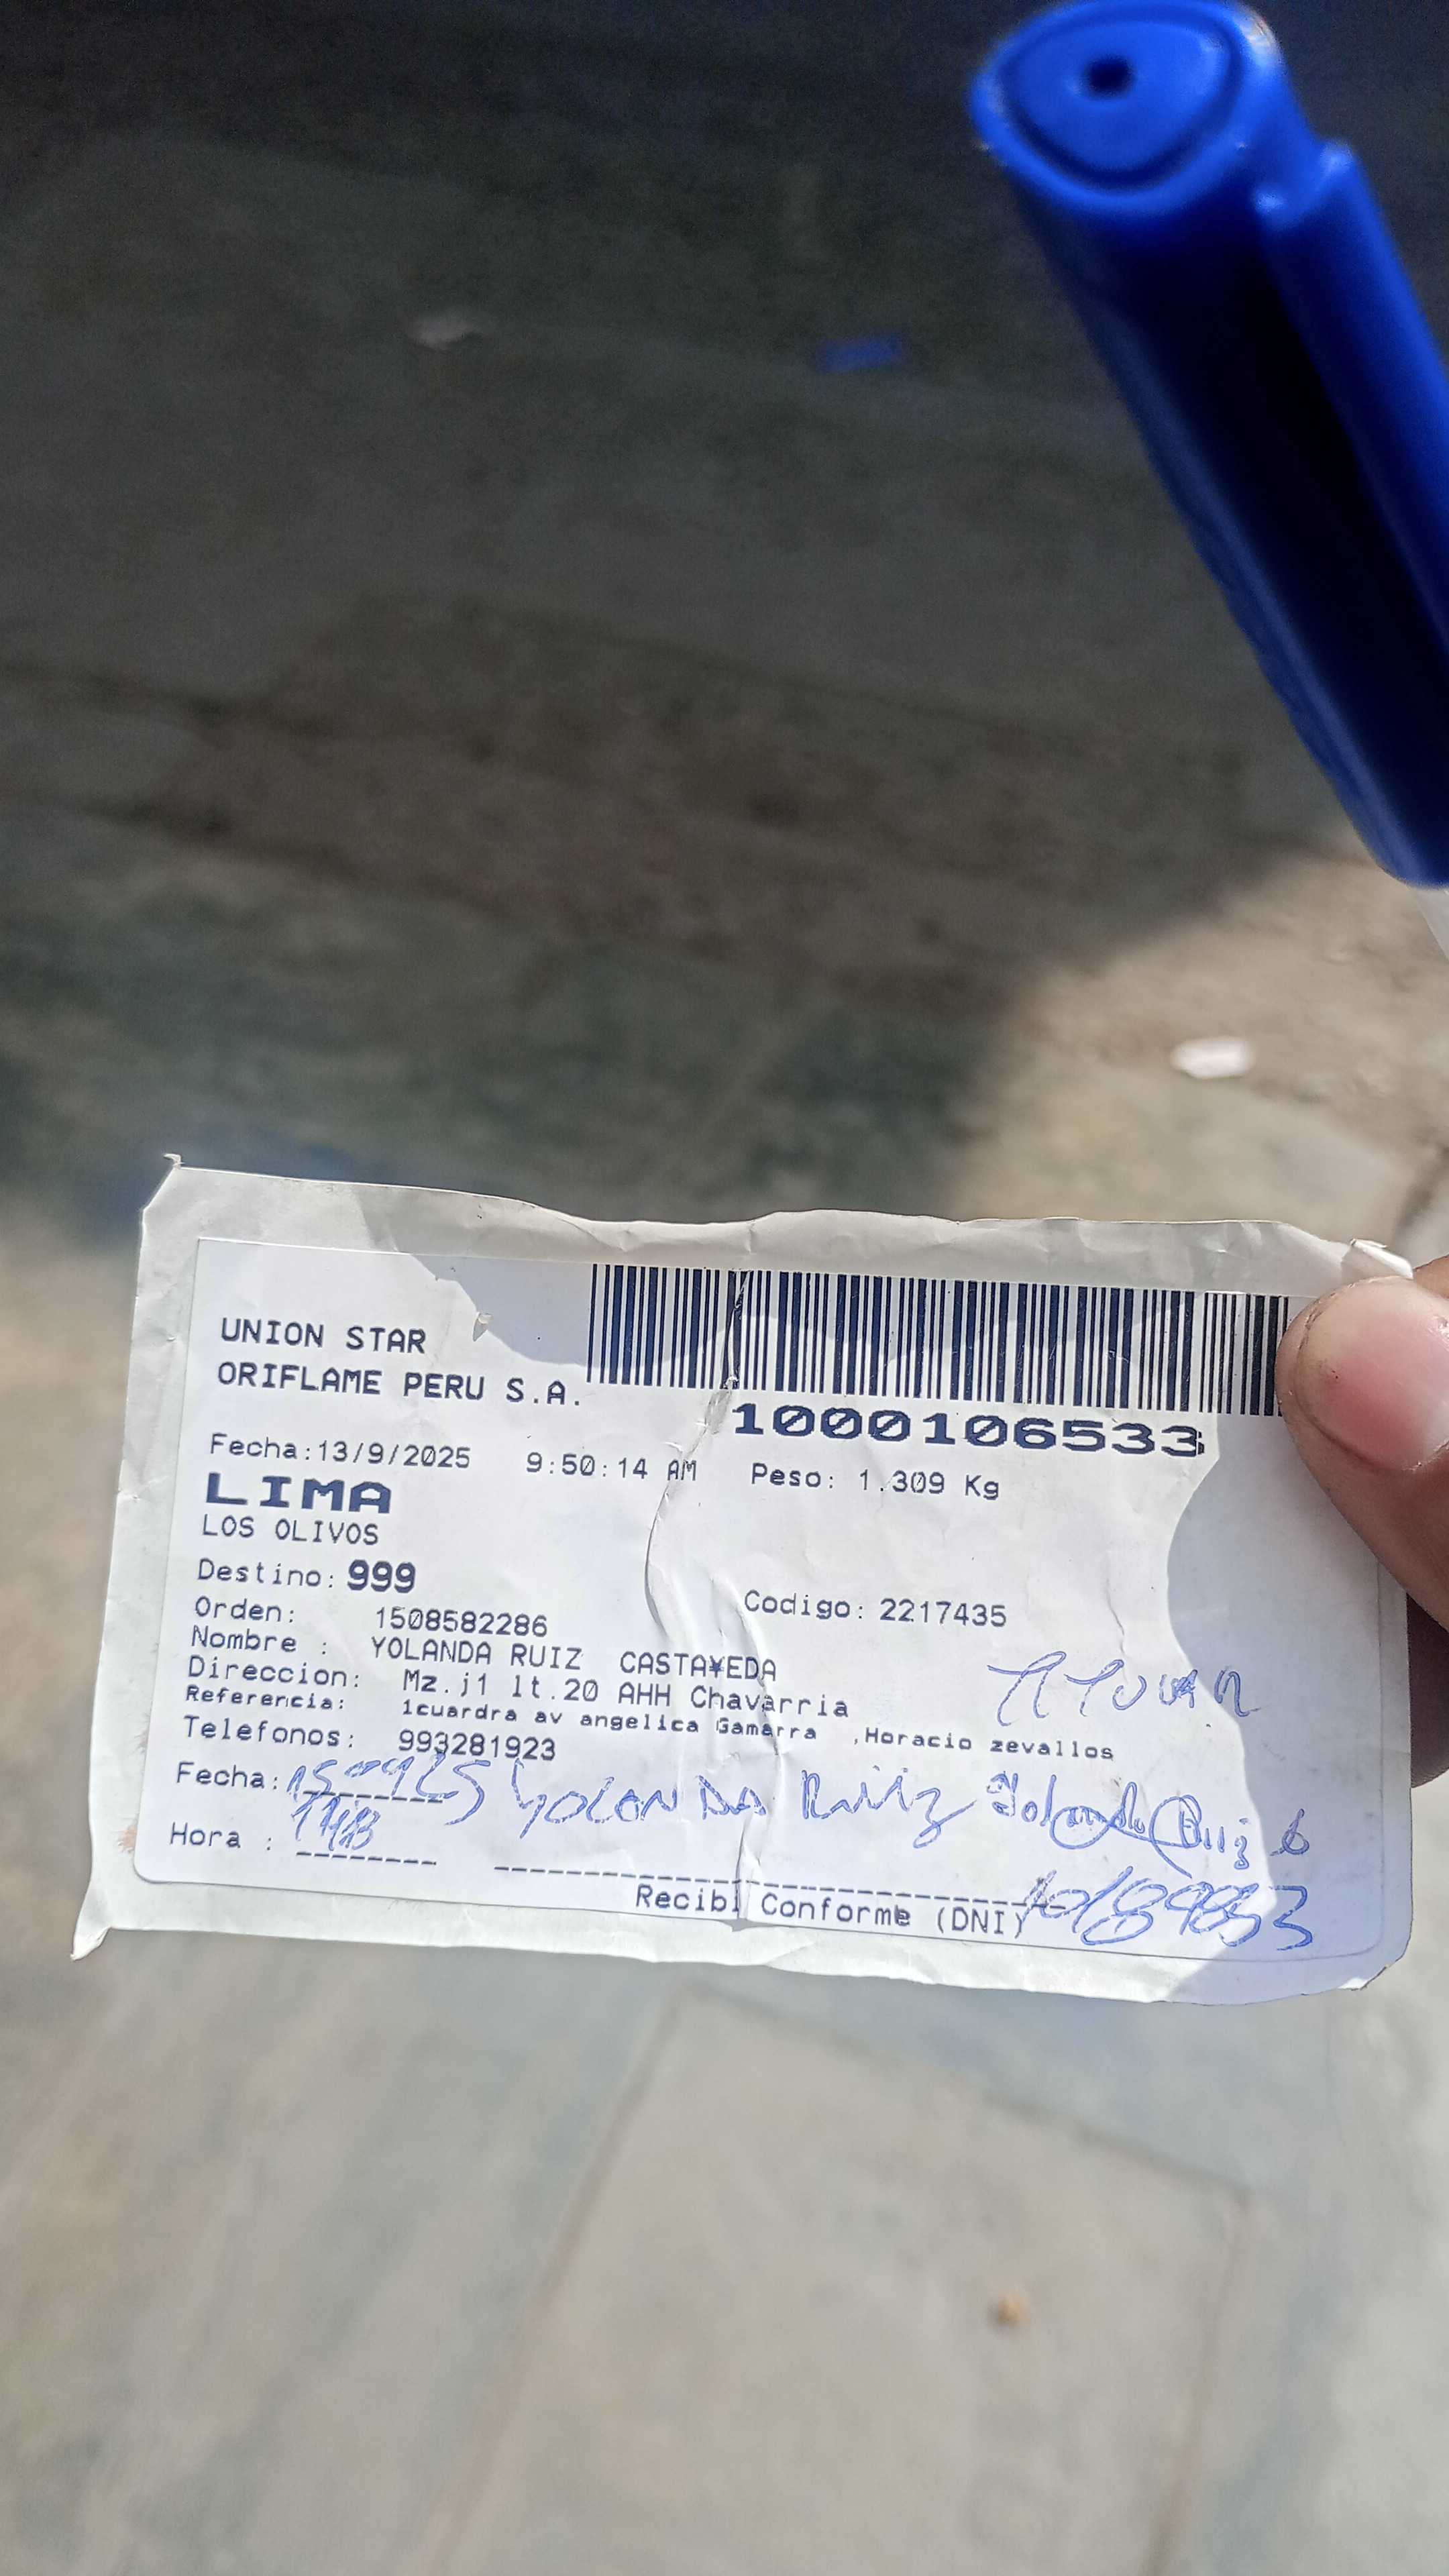 UNION STAR
ORIFLAME PERU S.A.
1000106533
Fecha:13/9/2025 9:50:14 AM Peso: 1.309 Kg
LIMA
LOS OLIVOS
Destino: 999
Codigo: 2217435
Orden: 1508582286
Nombre : YOLANDA RUIZ CASTA¥EDA
Direccion: Mz.j1 lt.20 AHH Chavarria
Referencia: 1cuardra av angelica Gamarra ,Horacio zevallos
Telefonos: 993281923
Fecha: YOLONDA Ruiz Yolanda Ruiz
Hora :
Recibi Conforme (DNI)